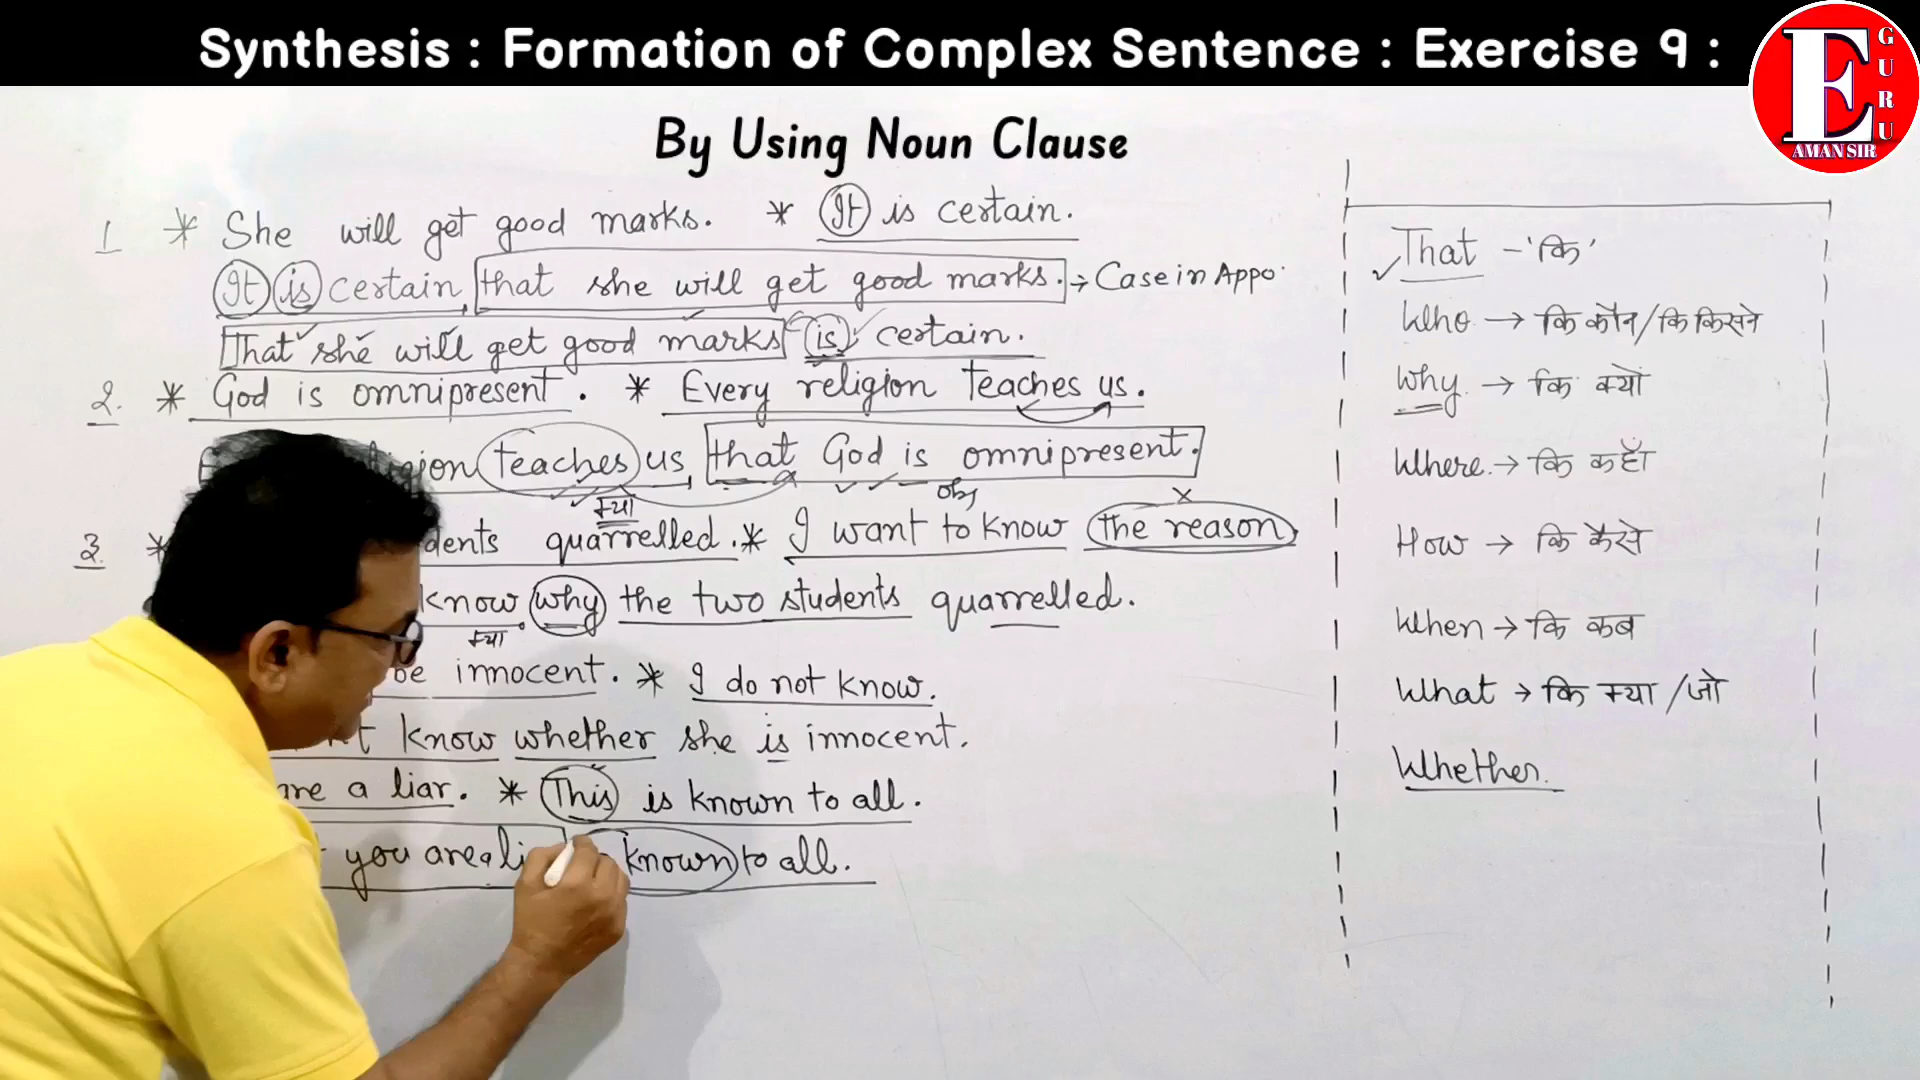 Synthesis : Formation of Complex Sentence : Exercise 9 :
E GURU
AMAN SIR
By Using Noun Clause
1 * She will get good marks. * It is certain.
It is certain, that she will get good marks. → Case in Appo.
That she will get good marks is certain.
2. * God is omnipresent. * Every religion teaches us.
teaches us, that God is omnipresent.
क्या obj x
3. * quarrelled. * I want to know the reason.
know why the two students quarrelled.
क्या
be innocent. * I do not know.
know whether she is innocent.
a liar. * This is known to all.
you are a known to all.
That - 'कि'
Who → कि कौन/कि किसने
Why → कि क्यों
Where → कि कहाँ
How → कि कैसे
When → कि कब
What → कि क्या /जो
Whether.